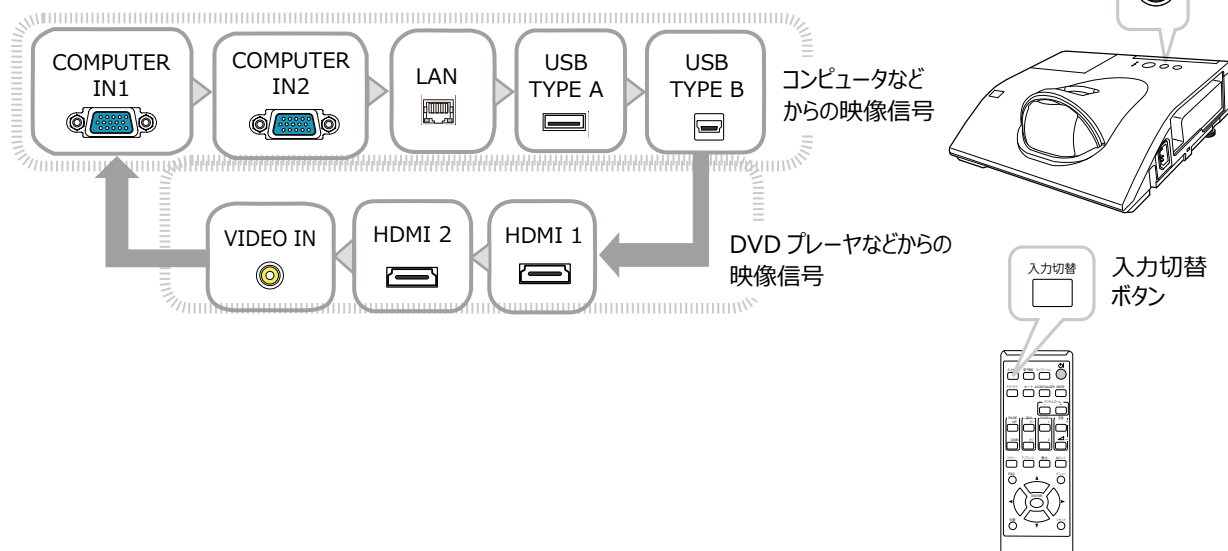 COMPUTER
IN1
COMPUTER
IN2
LAN
USB
TYPE A
USB
TYPE B
コンピュータなど
からの映像信号
VIDEO IN
HDMI 2
HDMI 1
DVD プレーヤなどからの
映像信号
入力切替
入力切替
ボタン